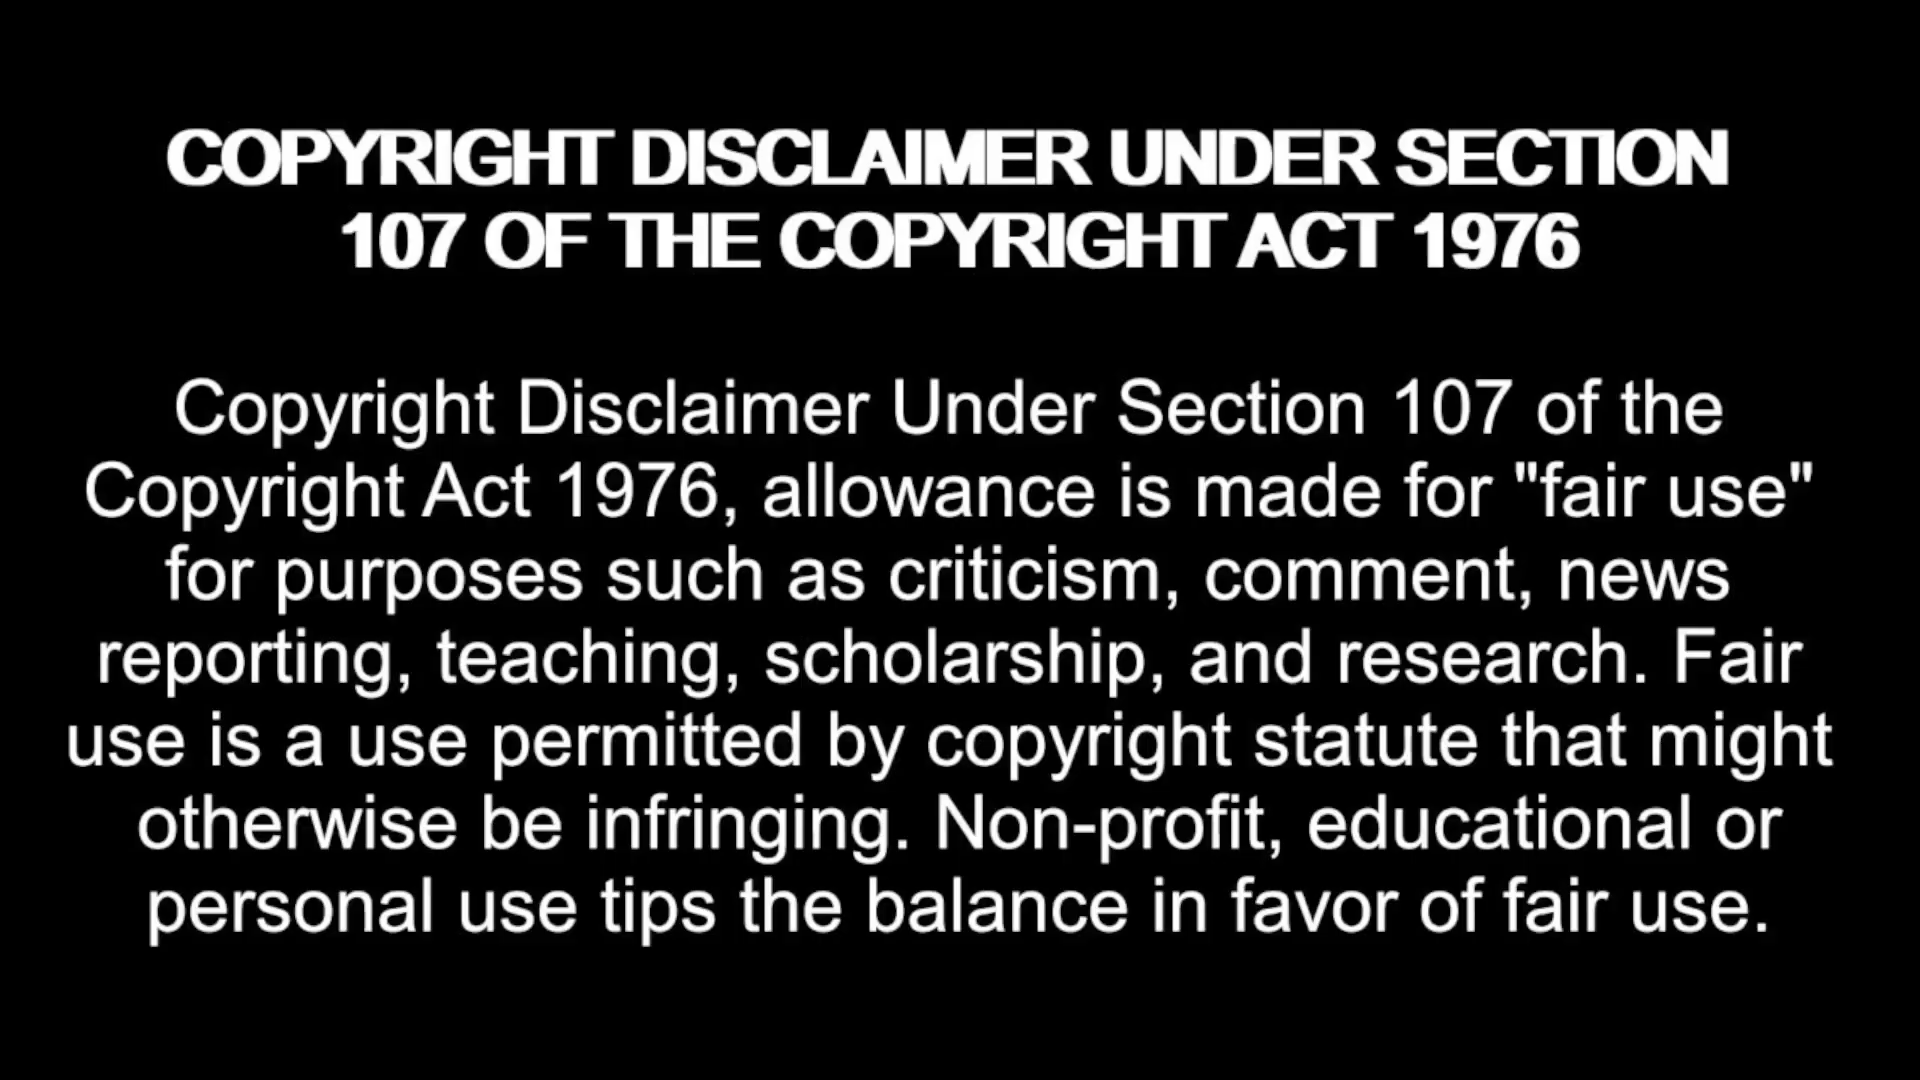 COPYRIGHT DISCLAIMER UNDER SECTION
107 OF THE COPYRIGHT ACT 1976
Copyright Disclaimer Under Section 107 of the
Copyright Act 1976, allowance is made for "fair use"
for purposes such as criticism, comment, news
reporting, teaching, scholarship, and research. Fair
use is a use permitted by copyright statute that might
otherwise be infringing. Non-profit, educational or
personal use tips the balance in favor of fair use.